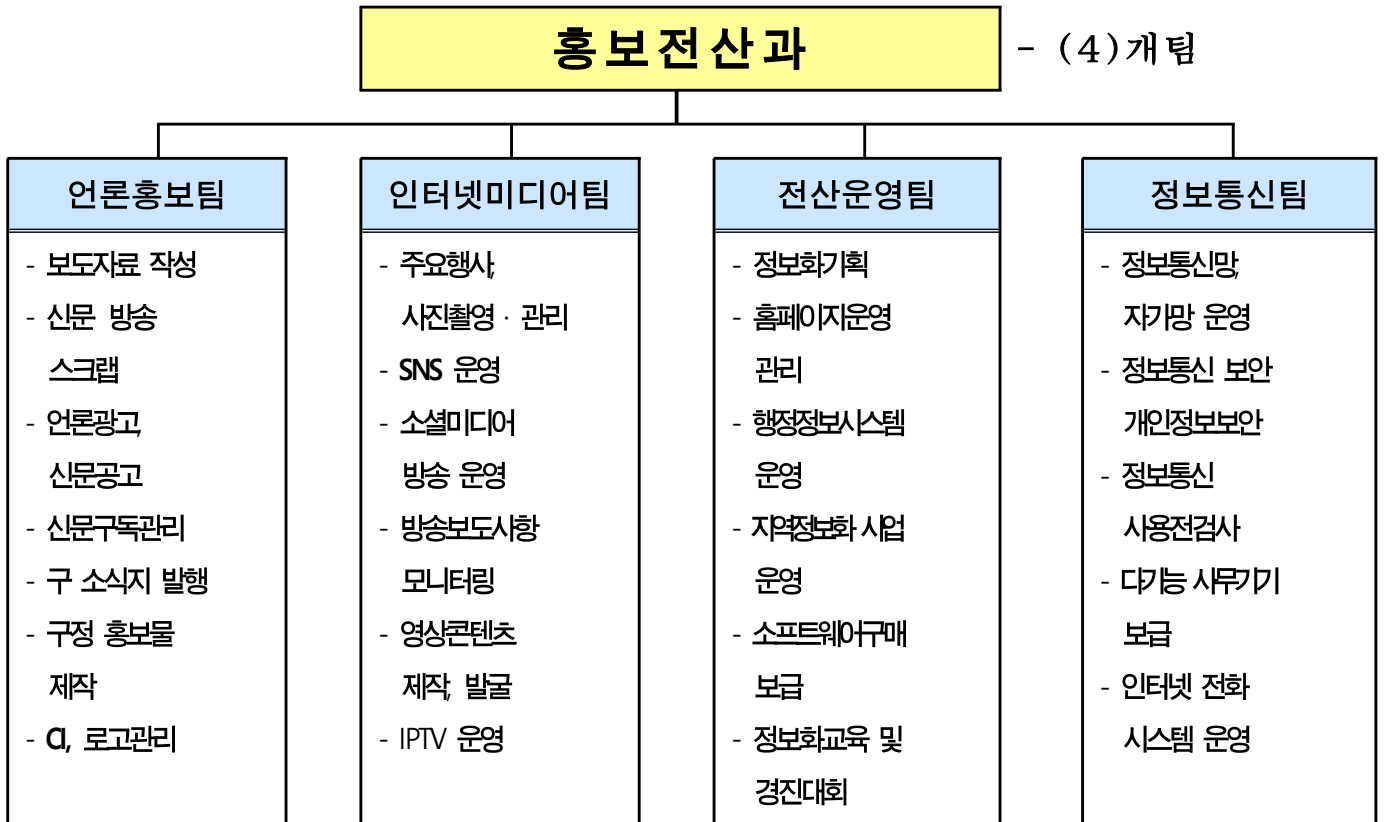 홍보전산과
- (4)개팀
언론홍보팀
- 보도자료 작성
- 신문 방송
스크랩
- 언론광고,
신문공고
- 신문구독관리
- 구 소식지 발행
- 구정 홍보물
제작
- CI, 로고관리
인터넷미디어팀
- 주요행사,
사진촬영 · 관리
- SNS 운영
- 소셜미디어
방송 운영
- 방송보도사항
모니터링
- 영상콘텐츠
제작, 발굴
- IPTV 운영
전산운영팀
- 정보화기획
- 홈페이지운영
관리
- 행정정보시스템
운영
- 지역정보화 사업
운영
- 소프트웨어구매
보급
- 정보화교육 및
경진대회
정보통신팀
- 정보통신망,
자가망 운영
- 정보통신 보안
개인정보보안
- 정보통신
사용전검사
- 다기능 사무기기
보급
- 인터넷 전화
시스템 운영